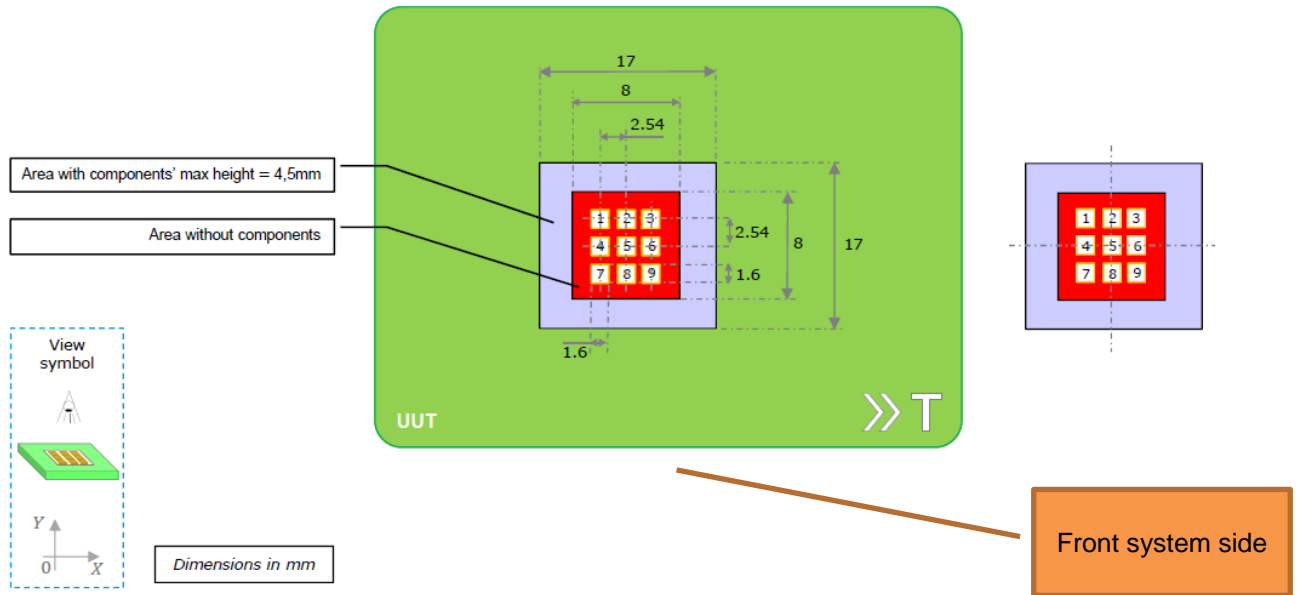 17
8
2.54
Area with components’ max height = 4,5mm
Area without components
1 2 3
4 5 6
7 8 9
2.54
8
17
1.6
1.6
1 2 3
4 5 6
7 8 9
View
symbol
UUT
T
Y
0
X
Dimensions in mm
Front system side